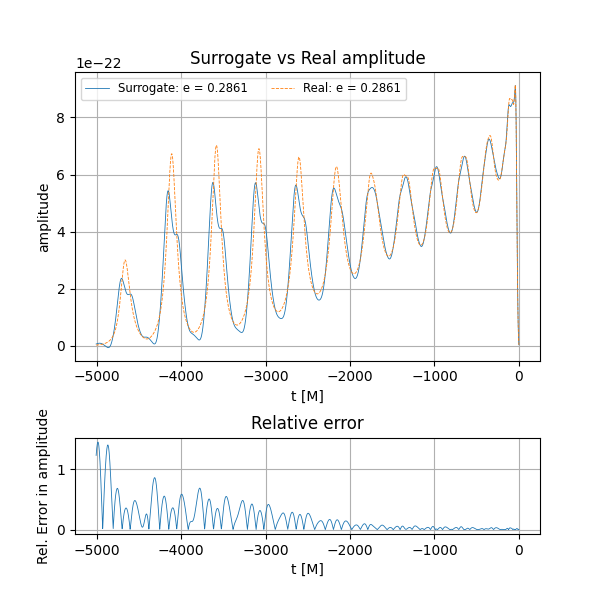 Surrogate vs Real amplitude
1e−22
Surrogate: e = 0.2861 Real: e = 0.2861
8
6
4
2
0
amplitude
−5000 −4000 −3000 −2000 −1000 0
t [M]
Relative error
1
0
Rel. Error in amplitude
−5000 −4000 −3000 −2000 −1000 0
t [M]